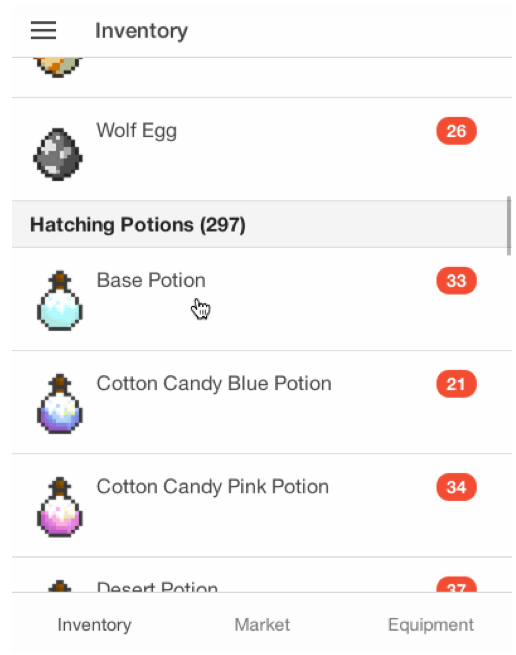 Inventory
Wolf Egg
26
Hatching Potions (297)
Base Potion
33
Cotton Candy Blue Potion
21
Cotton Candy Pink Potion
34
Desert Potion
37
Inventory Market Equipment